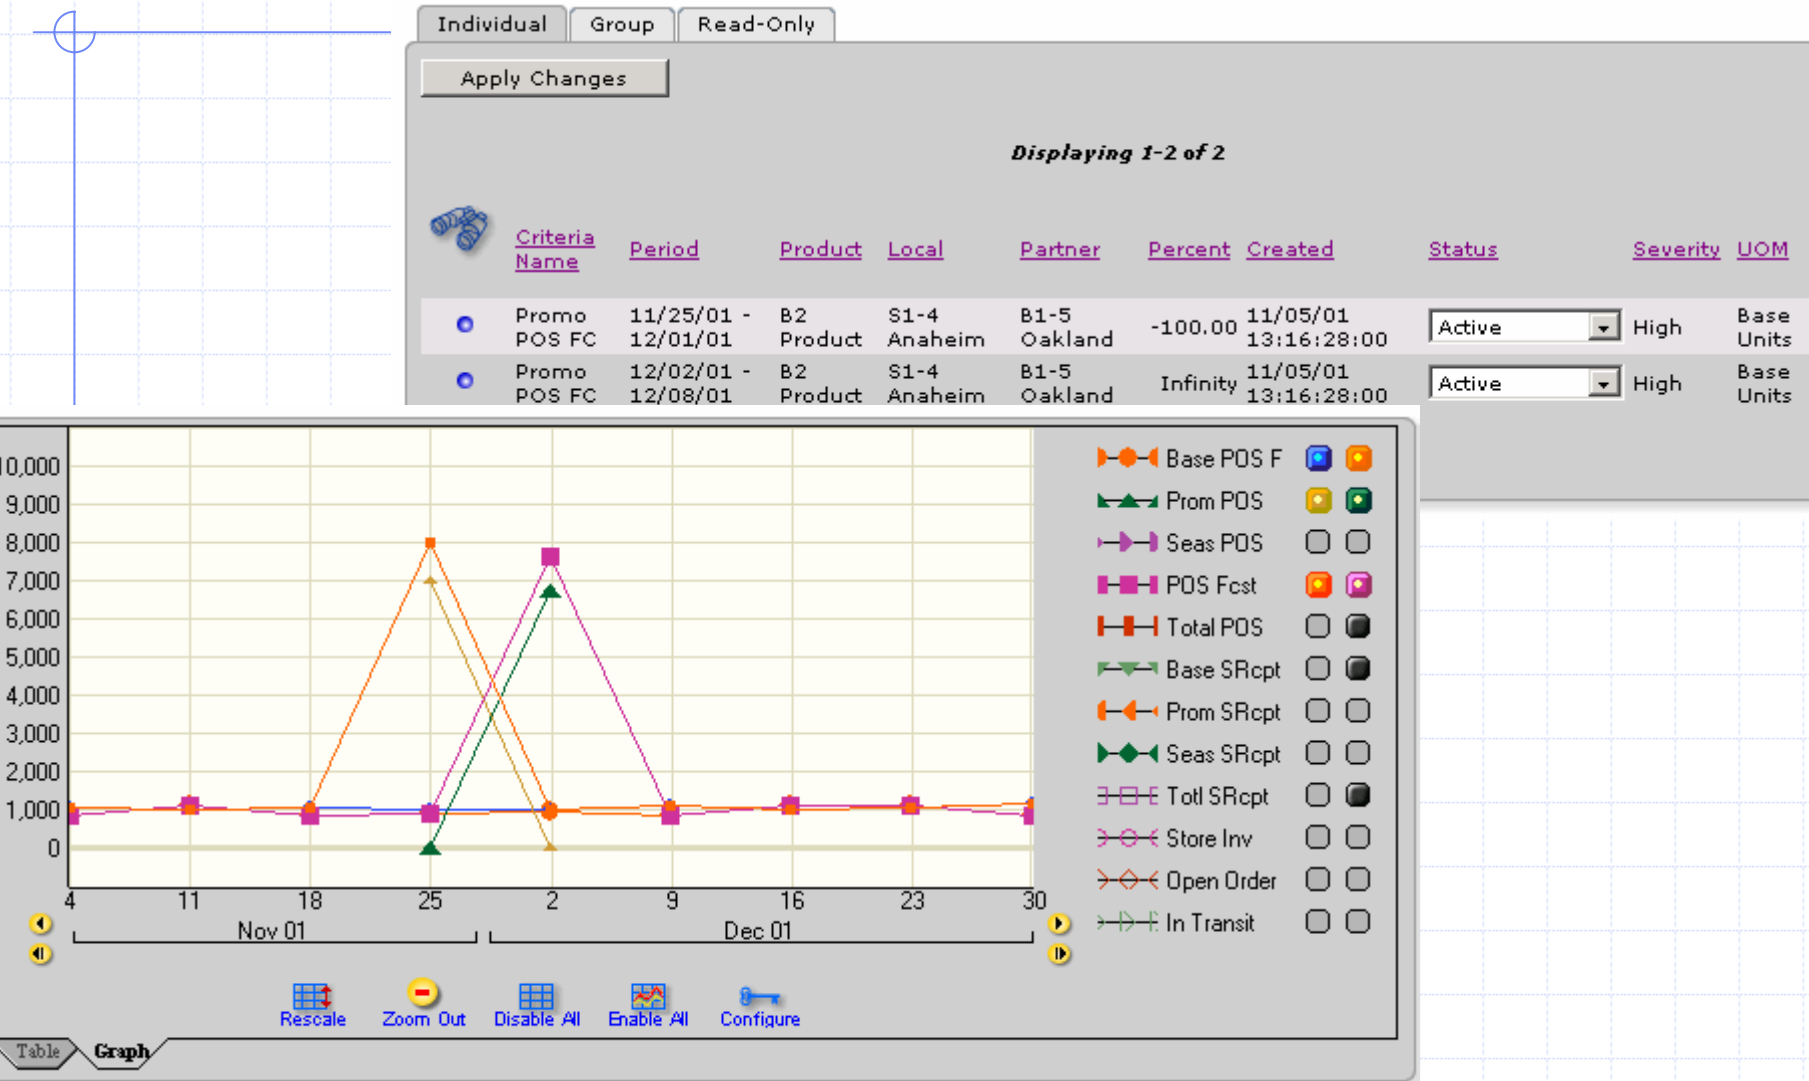 Individual Group Read-Only
Apply Changes
Displaying 1-2 of 2
Criteria Name Period Product Local Partner Percent Created Status Severity UOM
Promo POS FC 11/25/01 - 12/01/01 B2 Product S1-4 Anaheim B1-5 Oakland -100.00 11/05/01 13:16:28:00 Active High Base Units
Promo POS FC 12/02/01 - 12/08/01 B2 Product S1-4 Anaheim B1-5 Oakland Infinity 11/05/01 13:16:28:00 Active High Base Units
10,000
9,000
8,000
7,000
6,000
5,000
4,000
3,000
2,000
1,000
0
4 11 18 25 2 9 16 23 30
Nov 01 Dec 01
Base POS F
Prom POS
Seas POS
POS Fcst
Total POS
Base SRcpt
Prom SRcpt
Seas SRcpt
Totl SRcpt
Store Inv
Open Order
In Transit
Rescale Zoom Out Disable All Enable All Configure
Table Graph